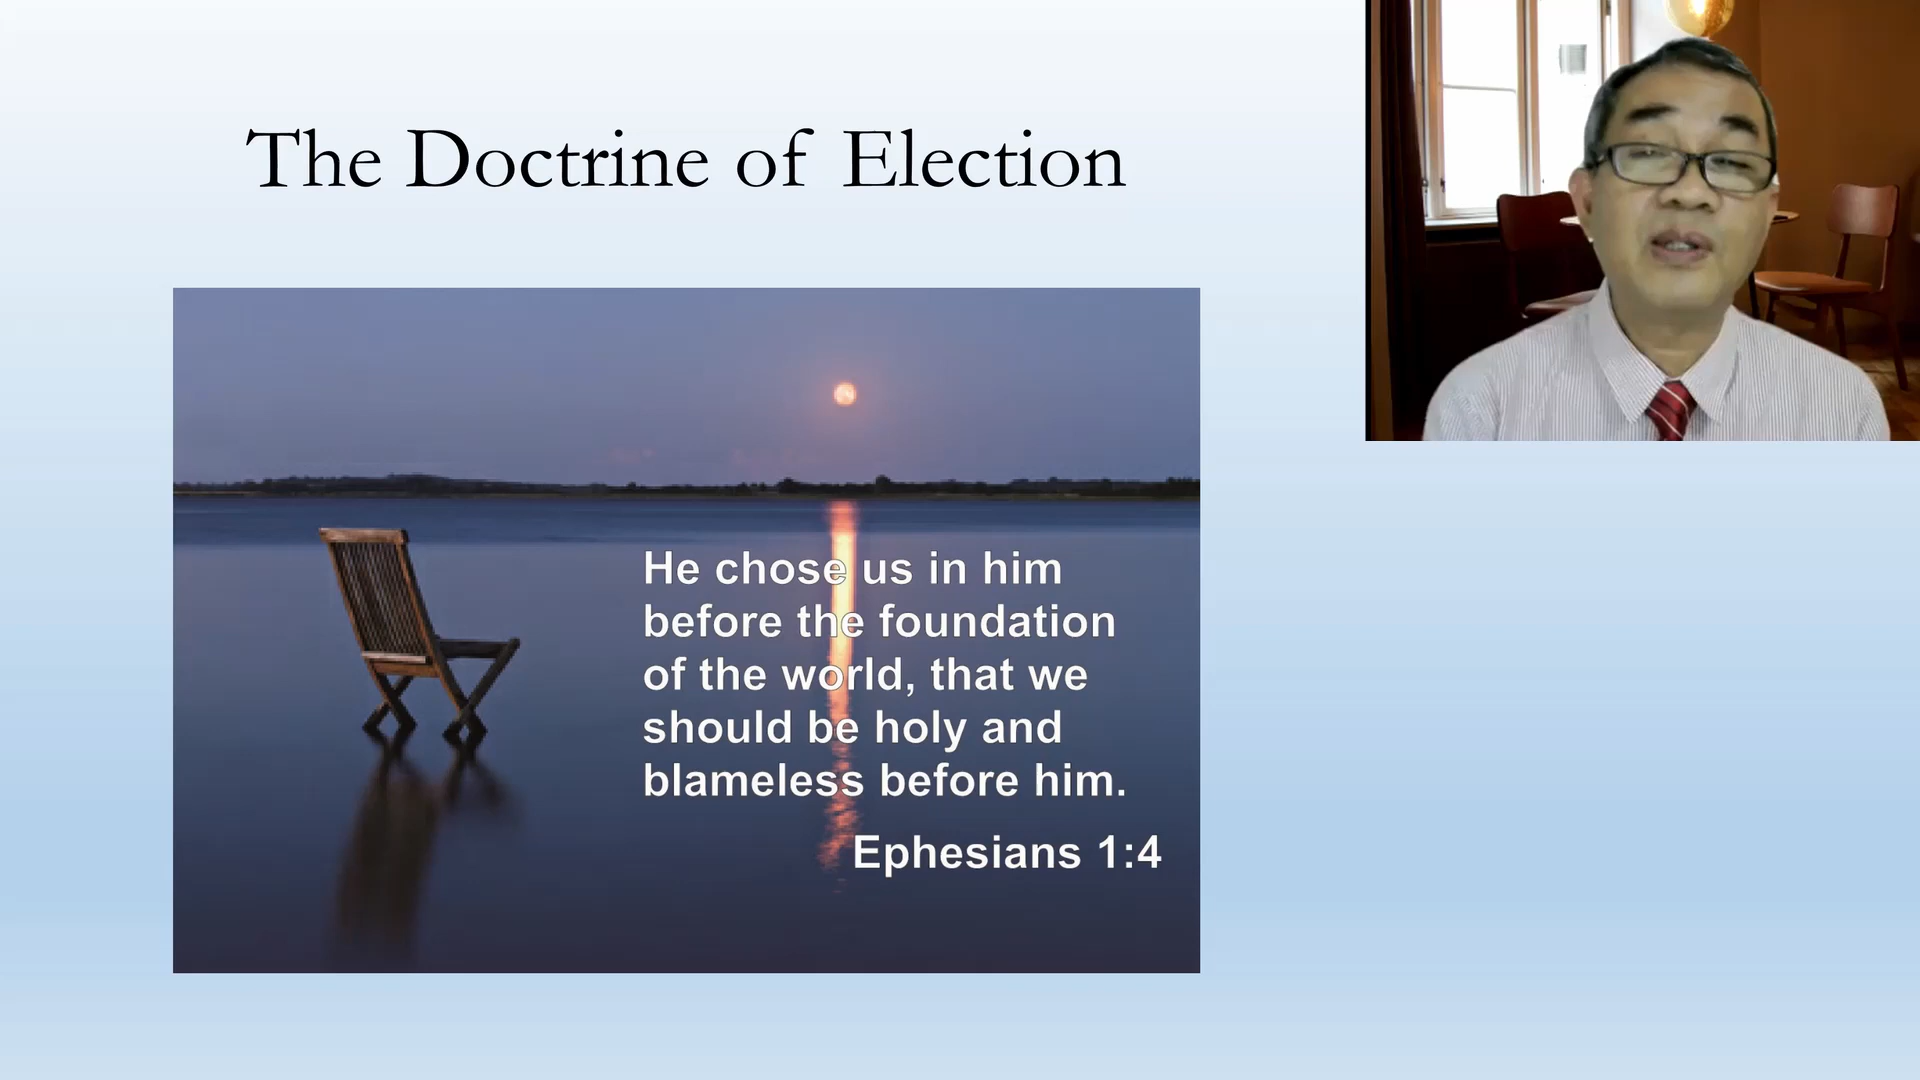 The Doctrine of Election
He chose us in him
before the foundation
of the world, that we
should be holy and
blameless before him.
Ephesians 1:4